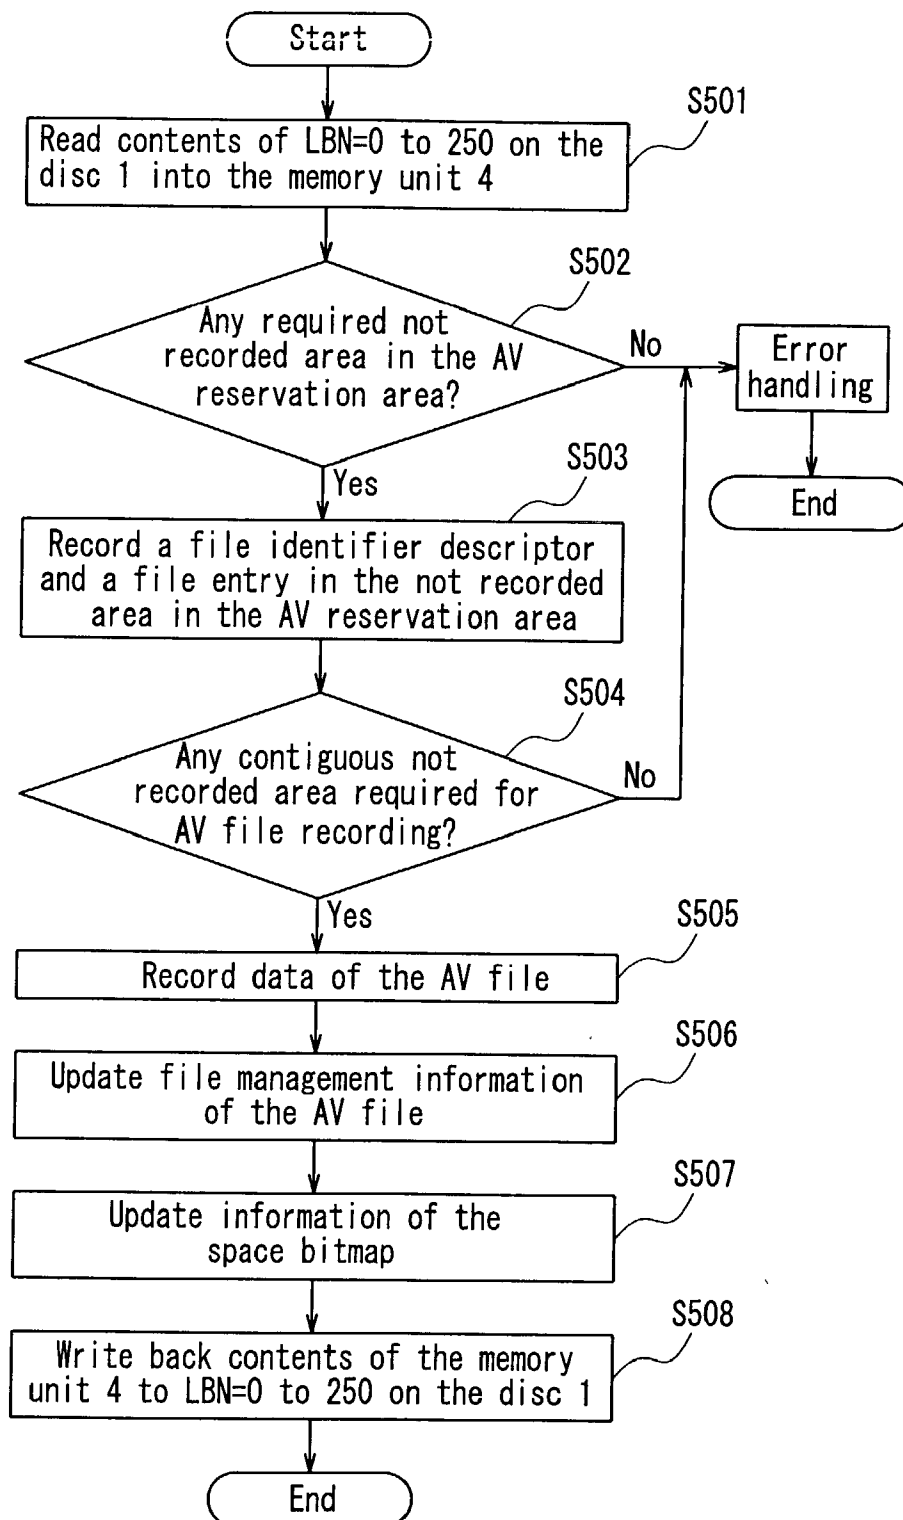 Start
S501
Read contents of LBN=0 to 250 on the
disc 1 into the memory unit 4
S502
Any required not
recorded area in the AV
reservation area?
No
Error
handling
End
Yes
S503
Record a file identifier descriptor
and a file entry in the not recorded
area in the AV reservation area
S504
Any contiguous not
recorded area required for
AV file recording?
No
Yes
S505
Record data of the AV file
S506
Update file management information
of the AV file
S507
Update information of the
space bitmap
S508
Write back contents of the memory
unit 4 to LBN=0 to 250 on the disc 1
End